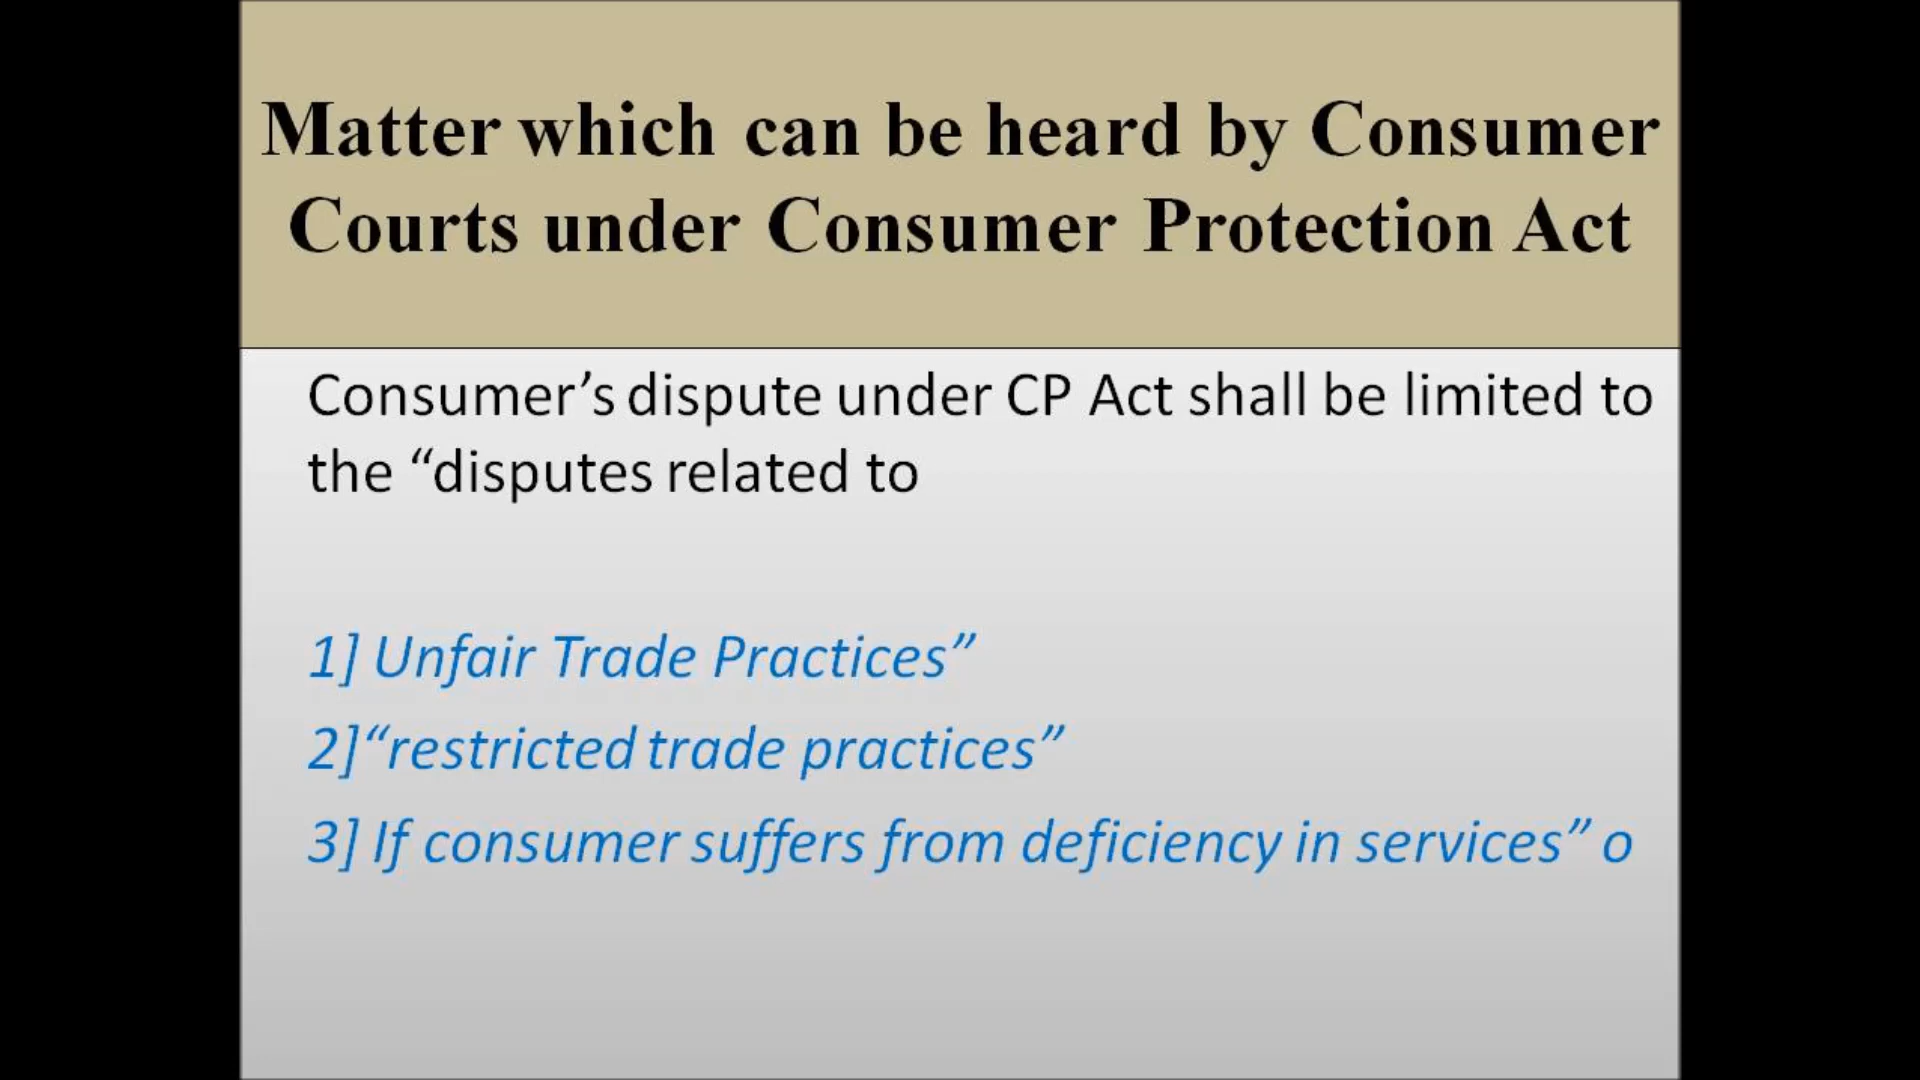 Matter which can be heard by Consumer
Courts under Consumer Protection Act
Consumer’s dispute under CP Act shall be limited to
the “disputes related to
1] Unfair Trade Practices”
2]“restricted trade practices”
3] If consumer suffers from deficiency in services” o